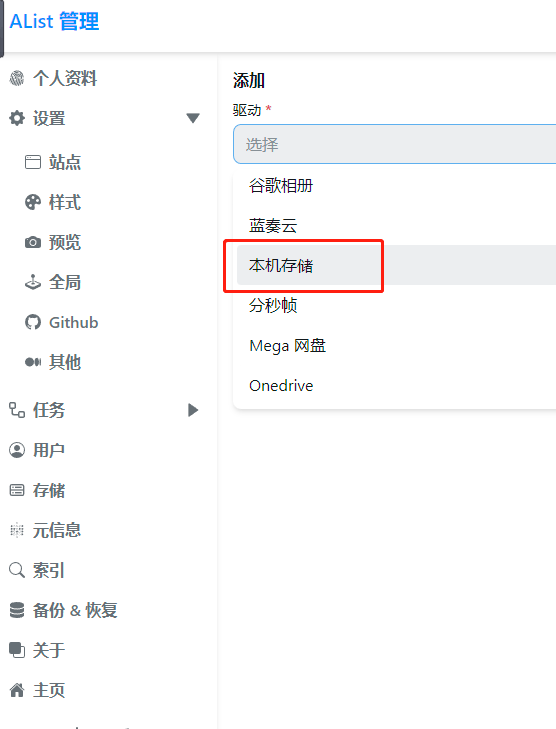 AList 管理
个人资料
设置
站点
样式
预览
全局
Github
其他
任务
用户
存储
元信息
索引
备份 & 恢复
关于
主页
添加
驱动 *
选择
谷歌相册
蓝奏云
本机存储
分秒帧
Mega 网盘
Onedrive